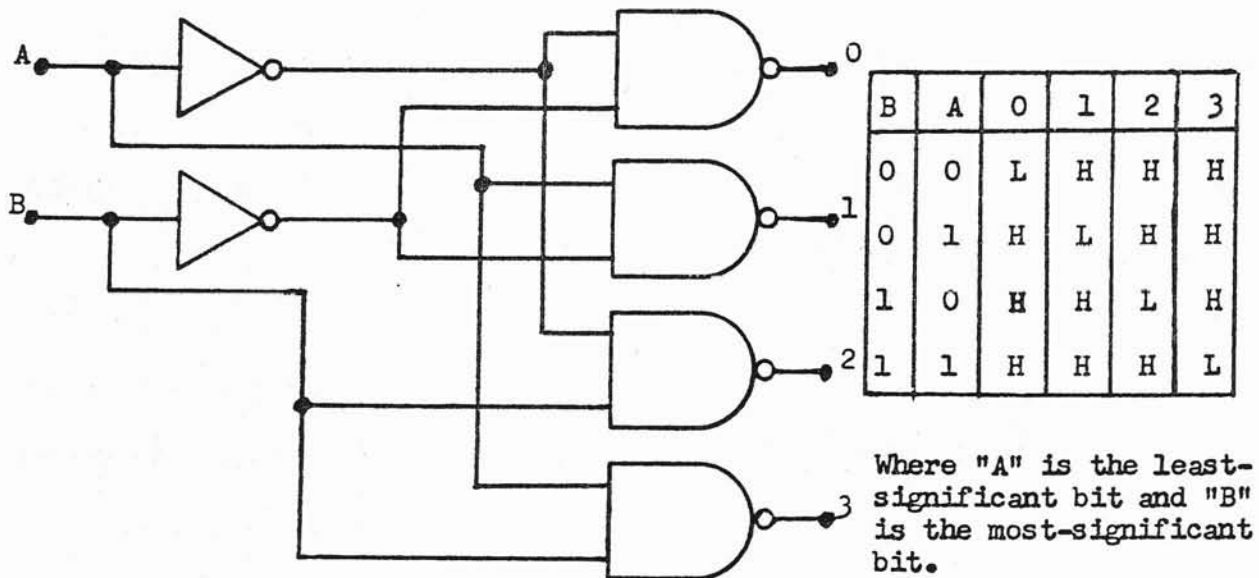 A
B
0
1
2
3
B A 0 1 2 3
0 0 L H H H
0 1 H L H H
1 0 H H L H
1 1 H H H L
Where "A" is the least-
significant bit and "B"
is the most-significant
bit.